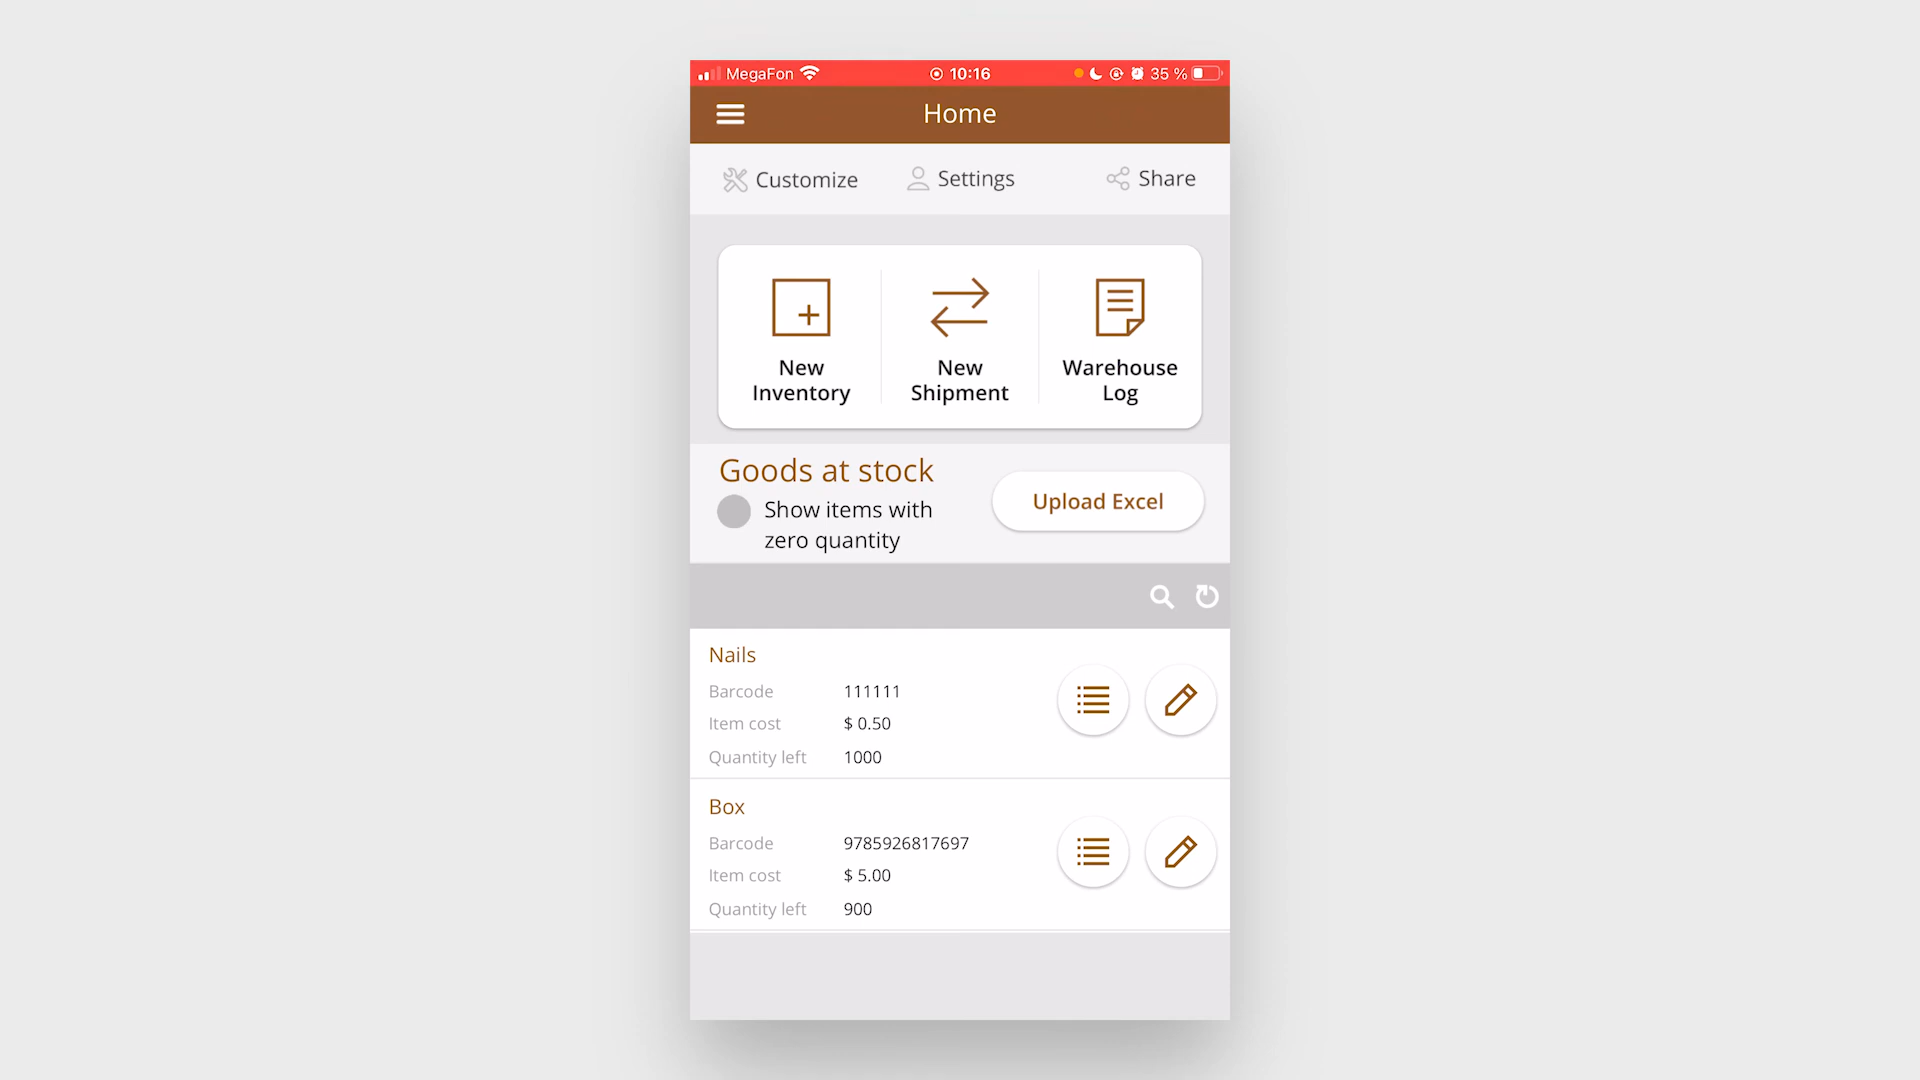 MegaFon 10:16 35 %
Home
Customize Settings Share
New New Warehouse
Inventory Shipment Log
Goods at stock
Show items with
zero quantity
Upload Excel
Nails
Barcode 111111
Item cost $ 0.50
Quantity left 1000
Box
Barcode 9785926817697
Item cost $ 5.00
Quantity left 900